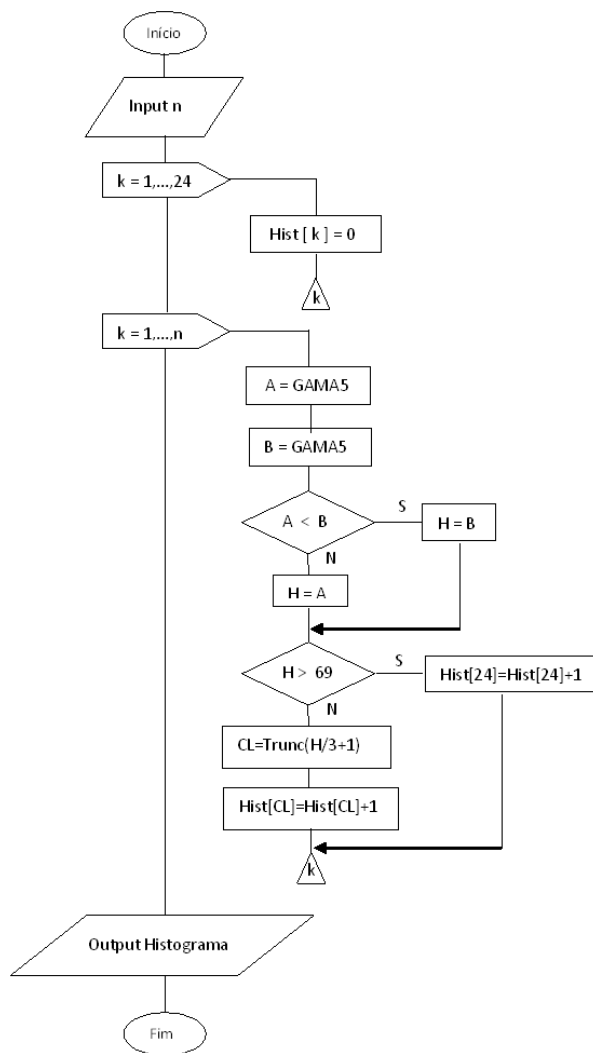 Início
Input n
k = 1,...,24
Hist [ k ] = 0
k
k = 1,...,n
A = GAMA5
B = GAMA5
A < B
S
H = B
N
H = A
H > 69
S
Hist[24]=Hist[24]+1
N
CL=Trunc(H/3+1)
Hist[CL]=Hist[CL]+1
k
Output Histograma
Fim